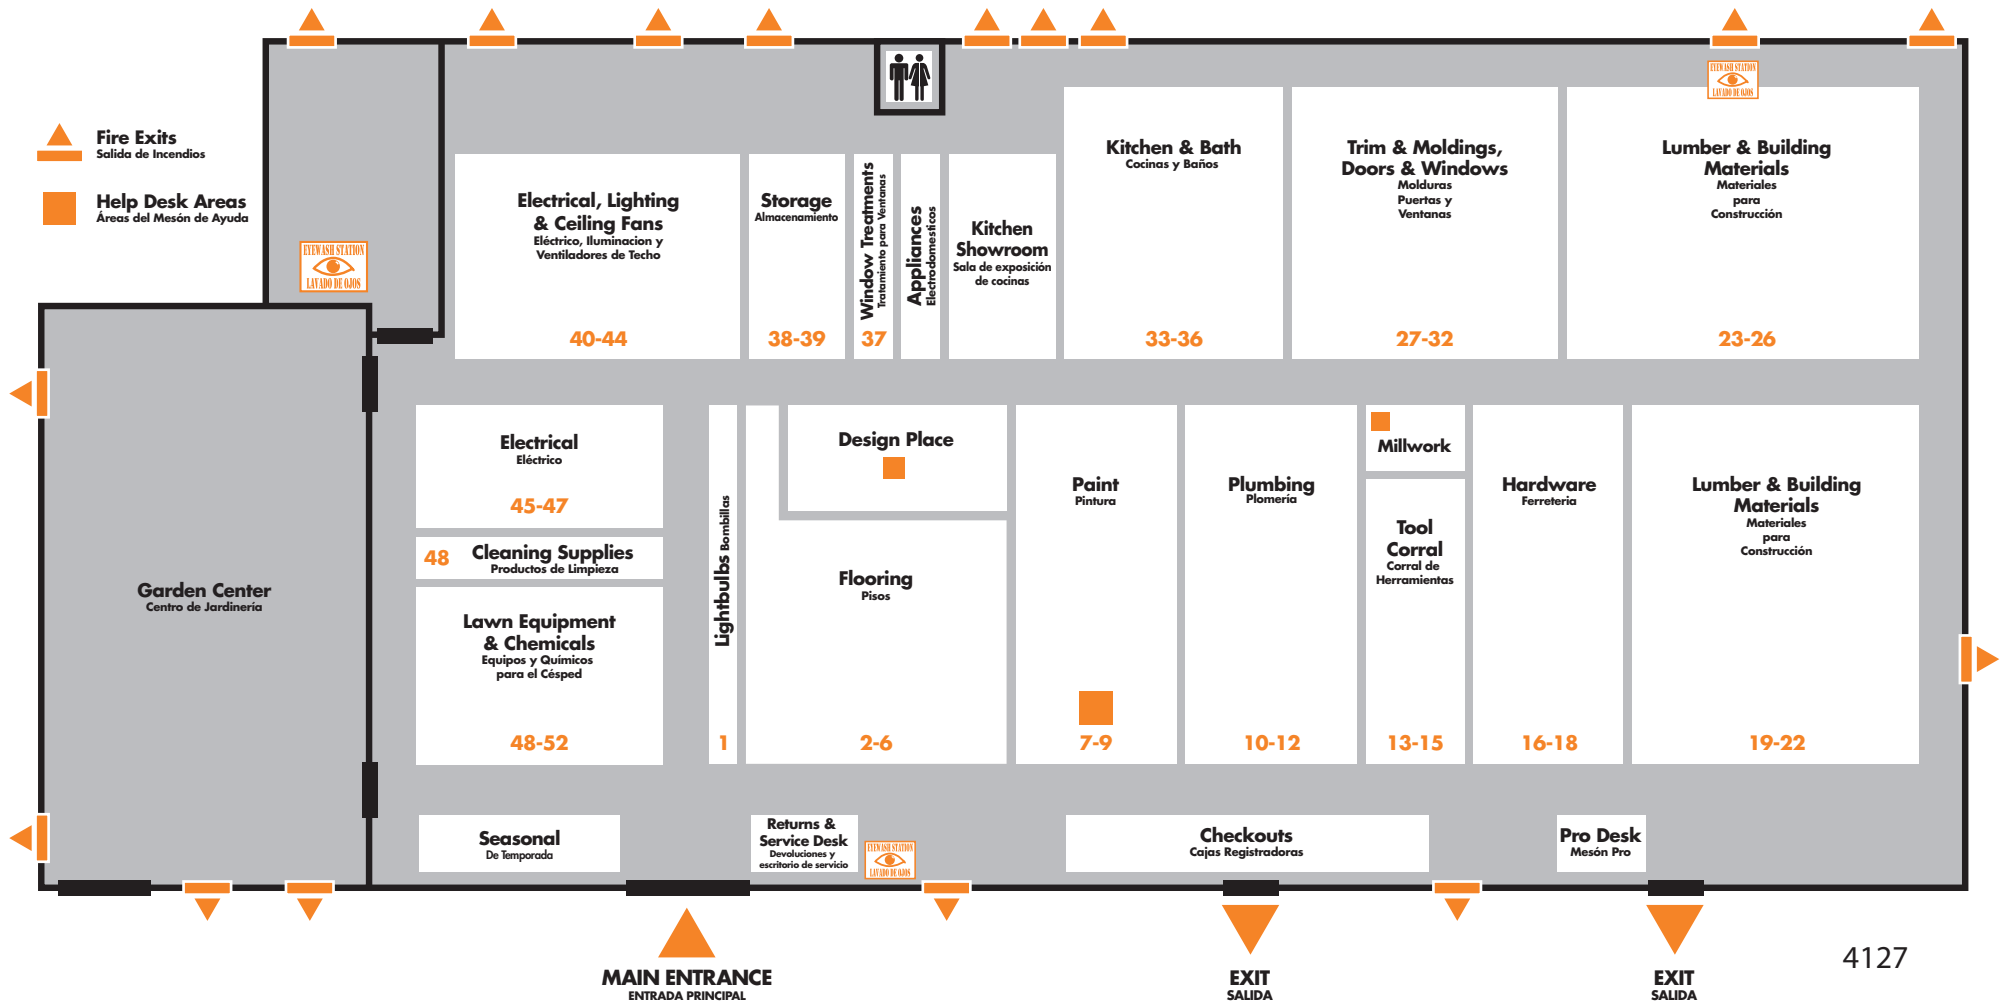 Fire Exits
Salida de Incendios
Help Desk Areas
Áreas del Mesón de Ayuda
EYEWASH STATION
LAVADO DE OJOS
EYEWASH STATION
LAVADO DE OJOS
Electrical, Lighting
& Ceiling Fans
Eléctrico, Iluminacion y
Ventiladores de Techo
40-44
Storage
Almacenamiento
38-39
Window Treatments
Tratamiento para Ventanas
37
Appliances
Electrodomesticos
Kitchen
Showroom
Sala de exposición
de cocinas
Kitchen & Bath
Cocinas y Baños
33-36
Trim & Moldings,
Doors & Windows
Molduras
Puertas y
Ventanas
27-32
Lumber & Building
Materials
Materiales
para
Construcción
23-26
Garden Center
Centro de Jardinería
Electrical
Eléctrico
45-47
48 Cleaning Supplies
Productos de Limpieza
Lawn Equipment
& Chemicals
Equipos y Químicos
para el Césped
48-52
Lightbulbs Bombillas
1
Design Place
Flooring
Pisos
2-6
Paint
Pintura
7-9
Plumbing
Plomería
10-12
Millwork
Tool
Corral
Corral de
Herramientas
13-15
Hardware
Ferreteria
16-18
Lumber & Building
Materials
Materiales
para
Construcción
19-22
Seasonal
De Temporada
Returns &
Service Desk
Devoluciones y
escritorio de servicio
EYEWASH STATION
LAVADO DE OJOS
Checkouts
Cajas Registradoras
Pro Desk
Mesón Pro
MAIN ENTRANCE
ENTRADA PRINCIPAL
EXIT
SALIDA
EXIT
SALIDA
4127